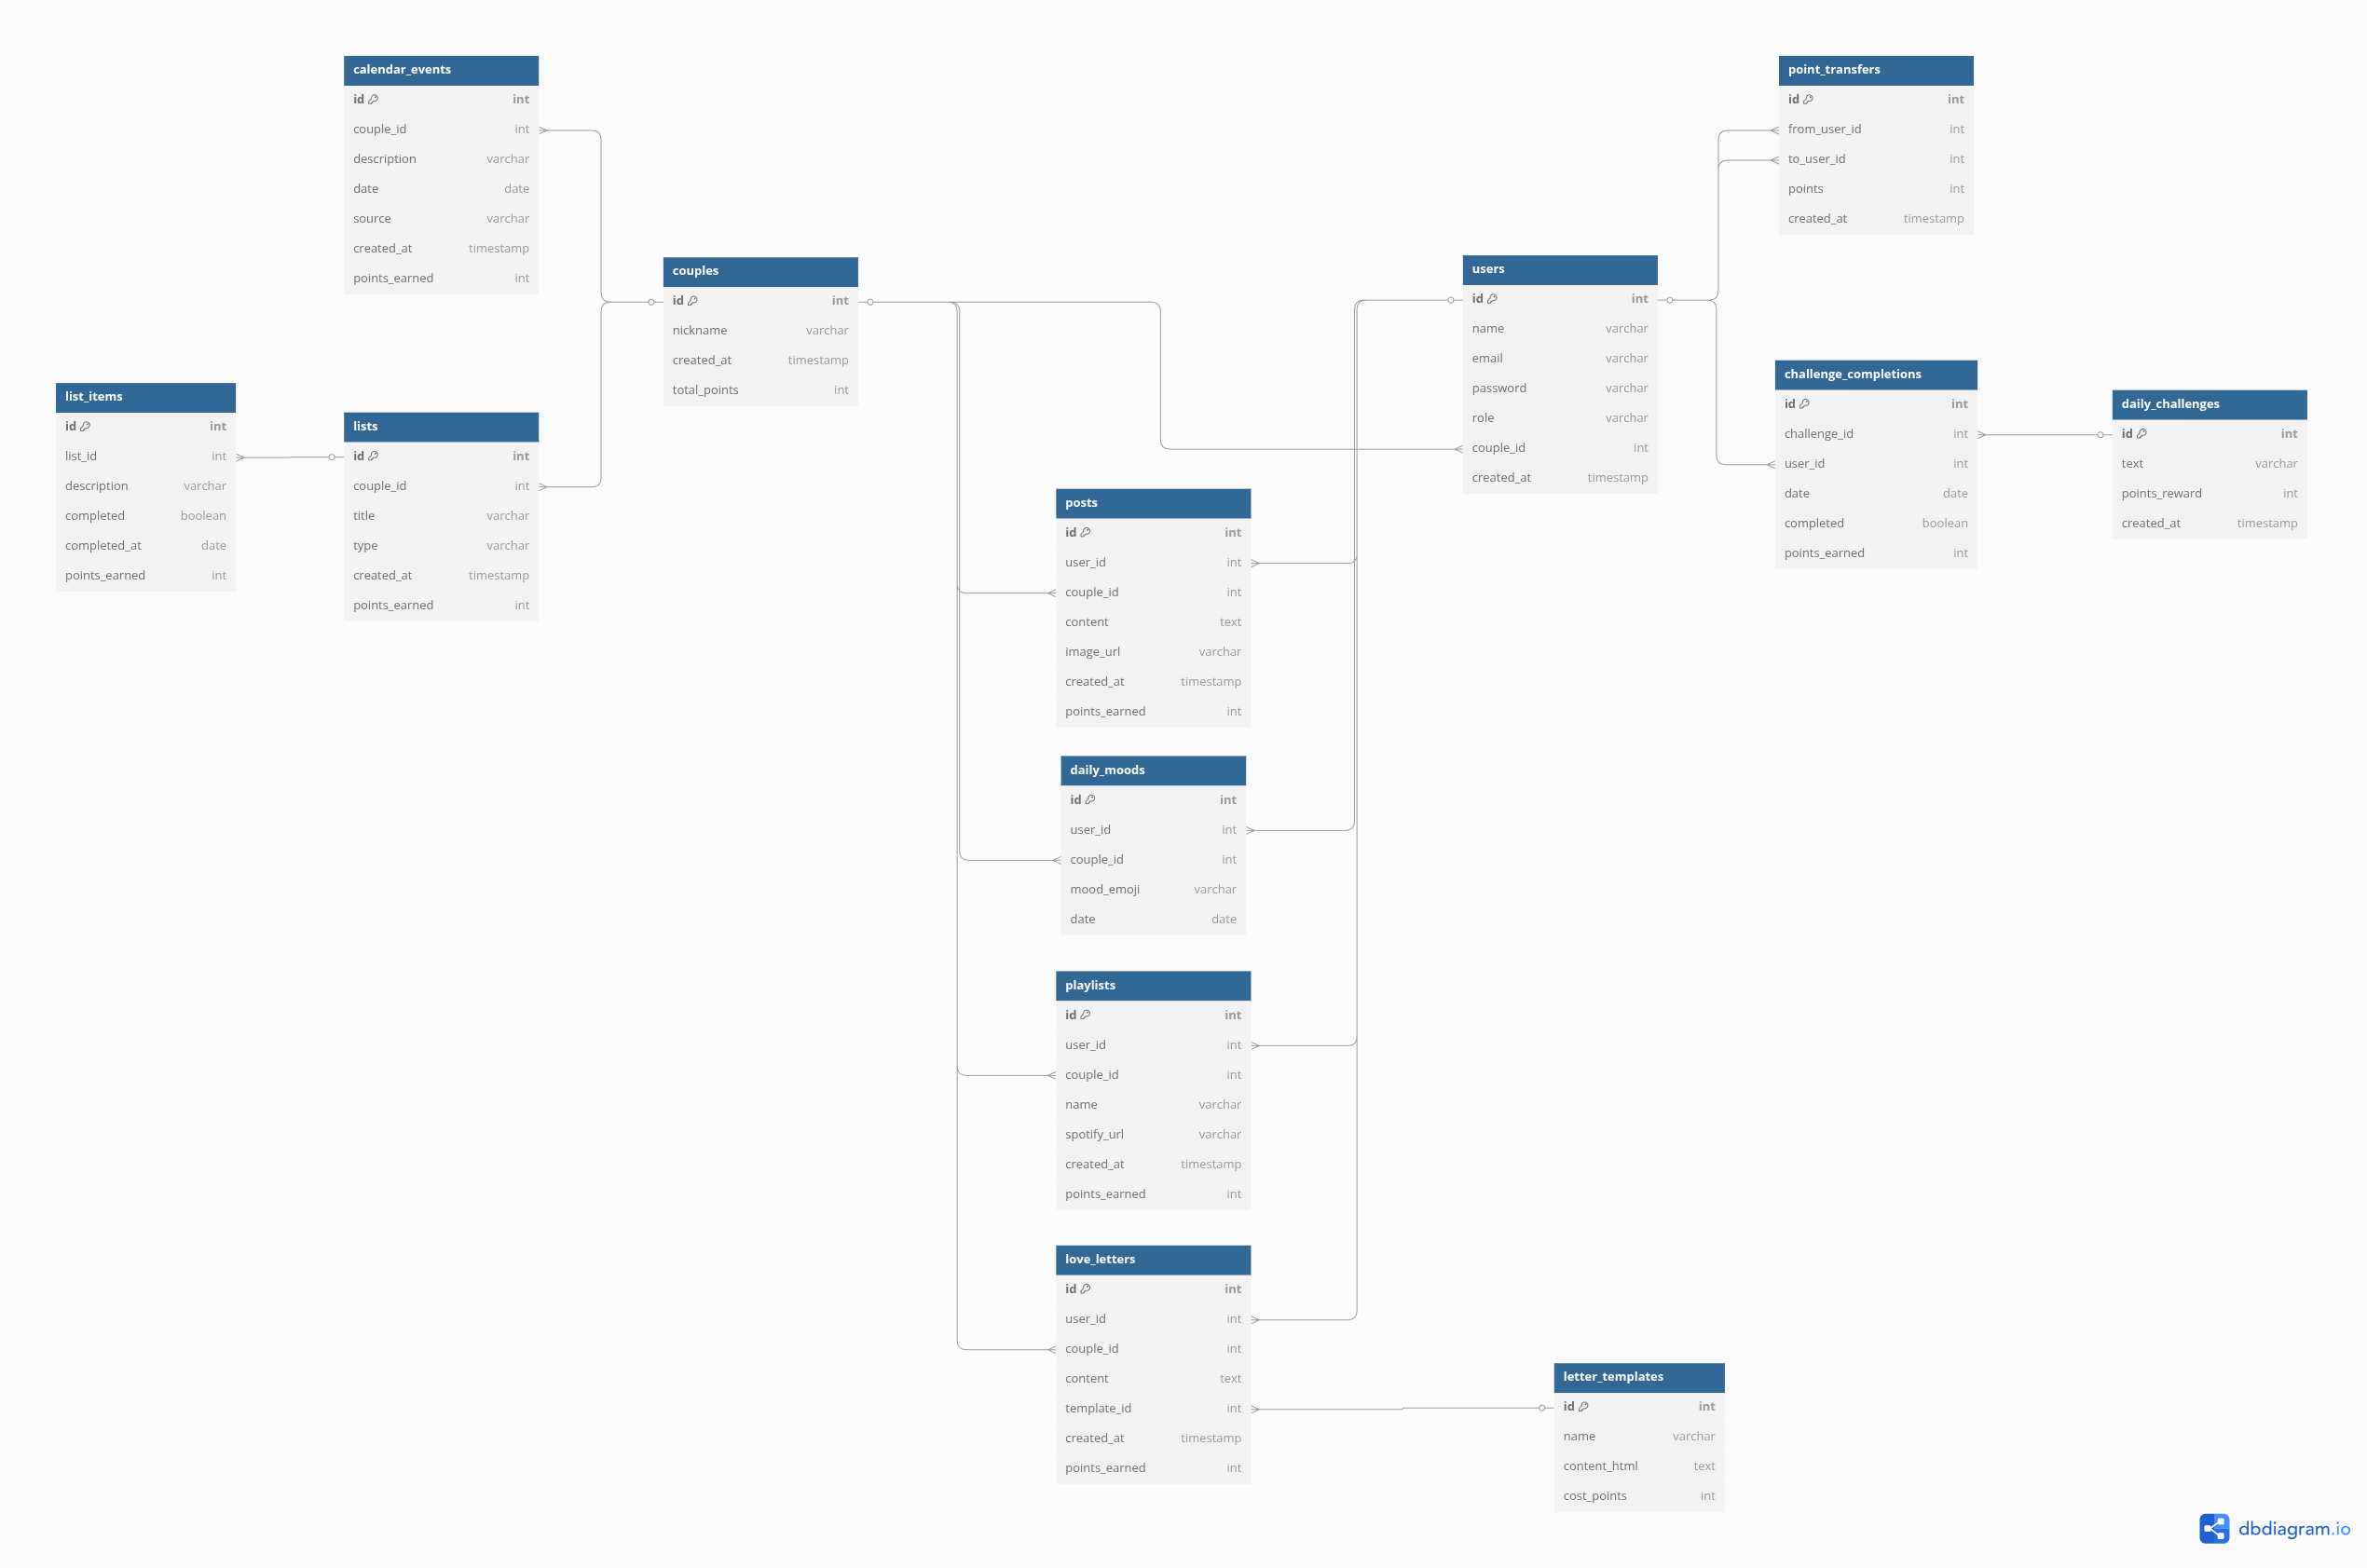 calendar_events
id int
couple_id int
description varchar
date date
source varchar
created_at timestamp
points_earned int
point_transfers
id int
from_user_id int
to_user_id int
points int
created_at timestamp
couples
id int
nickname varchar
created_at timestamp
total_points int
users
id int
name varchar
email varchar
password varchar
role varchar
couple_id int
created_at timestamp
list_items
id int
list_id int
description varchar
completed boolean
completed_at date
points_earned int
lists
id int
couple_id int
title varchar
type varchar
created_at timestamp
points_earned int
challenge_completions
id int
challenge_id int
user_id int
date date
completed boolean
points_earned int
daily_challenges
id int
text varchar
points_reward int
created_at timestamp
posts
id int
user_id int
couple_id int
content text
image_url varchar
created_at timestamp
points_earned int
daily_moods
id int
user_id int
couple_id int
mood_emoji varchar
date date
playlists
id int
user_id int
couple_id int
name varchar
spotify_url varchar
created_at timestamp
points_earned int
love_letters
id int
user_id int
couple_id int
content text
template_id int
created_at timestamp
points_earned int
letter_templates
id int
name varchar
content_html text
cost_points int
dbdiagram.io